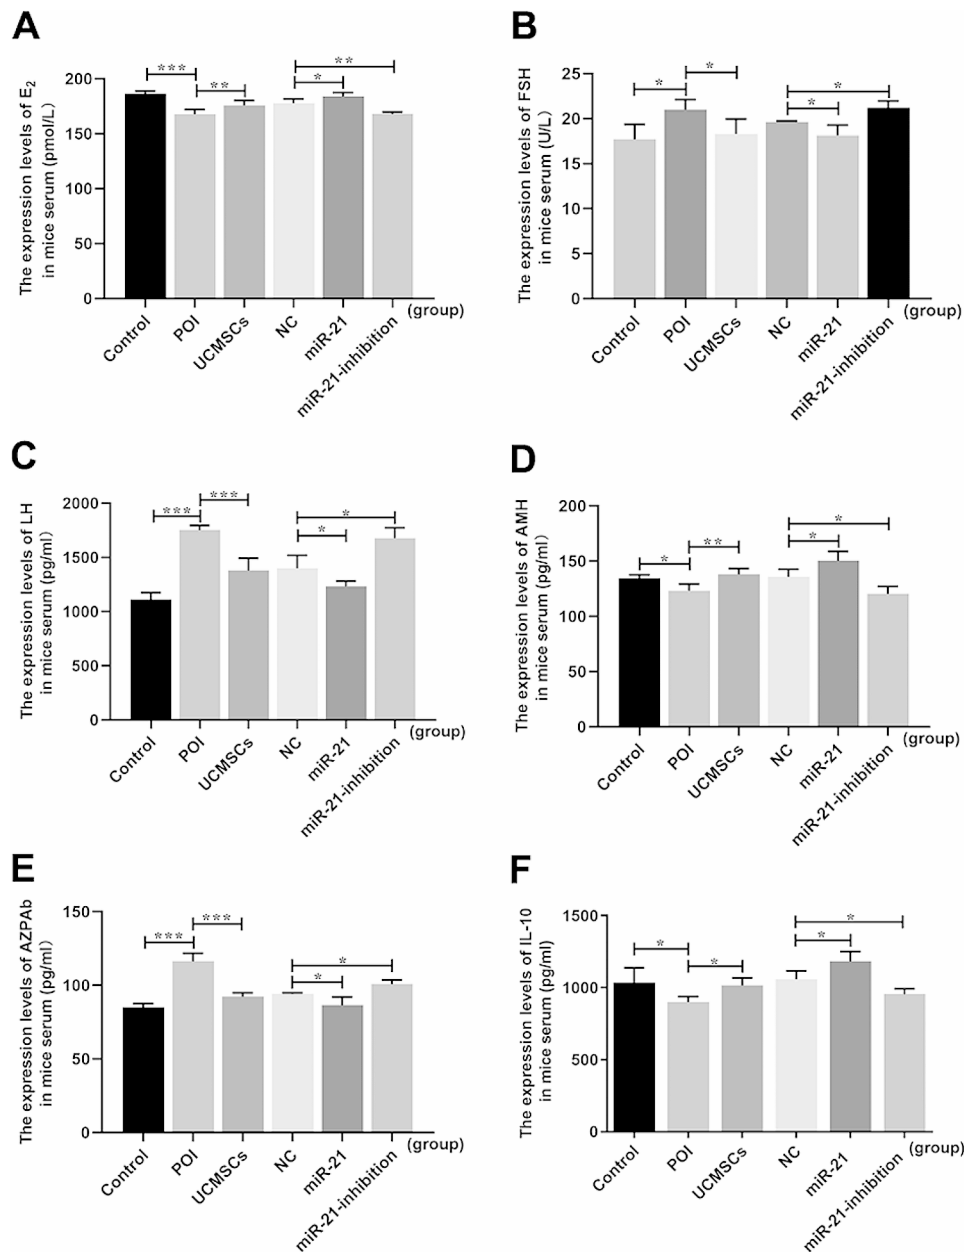 A
The expression levels of E2
in mice serum (pmol/L)
200
150
100
50
0
***
**
*
**
Control
POI
UCMSCs
NC
miR-21
miR-21-inhibition
(group)
B
The expression levels of FSH
in mice serum (U/L)
25
20
15
10
5
0
*
*
*
*
Control
POI
UCMSCs
NC
miR-21
miR-21-inhibition
(group)
C
The expression levels of LH
in mice serum (pg/ml)
2000
1500
1000
500
0
***
***
*
*
Control
POI
UCMSCs
NC
miR-21
miR-21-inhibition
(group)
D
The expression levels of AMH
in mice serum (pg/ml)
200
150
100
50
0
*
**
*
*
Control
POI
UCMSCs
NC
miR-21
miR-21-inhibition
(group)
E
The expression levels of AZPAb
in mice serum (pg/ml)
150
100
50
0
***
***
*
*
Control
POI
UCMSCs
NC
miR-21
miR-21-inhibition
(group)
F
The expression levels of IL-10
in mice serum (pg/ml)
1500
1000
500
0
*
*
*
*
Control
POI
UCMSCs
NC
miR-21
miR-21-inhibition
(group)